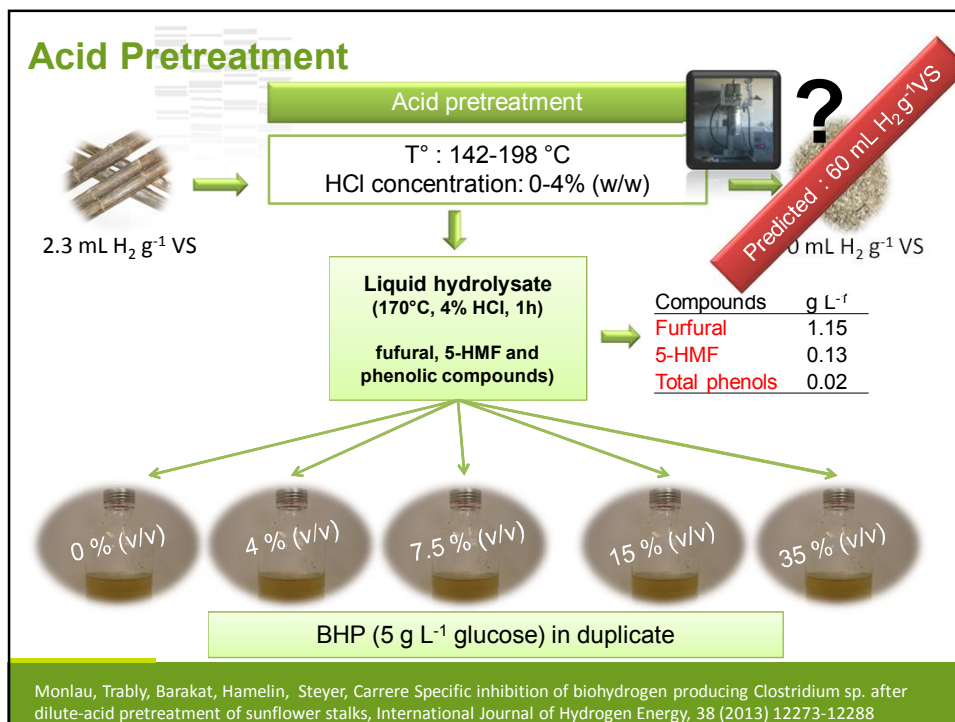 Acid Pretreatment
Acid pretreatment
?
T° : 142-198 °C
HCl concentration: 0-4% (w/w)
Predicted : 60 mL H₂ g⁻¹VS
2.3 mL H₂ g⁻¹ VS
0 mL H₂ g⁻¹ VS
Liquid hydrolysate
(170°C, 4% HCl, 1h)
fufural, 5-HMF and
phenolic compounds)
Compounds g L⁻¹
Furfural 1.15
5-HMF 0.13
Total phenols 0.02
0 % (v/v)
4 % (v/v)
7.5 % (v/v)
15 % (v/v)
35 % (v/v)
BHP (5 g L⁻¹ glucose) in duplicate
Monlau, Trably, Barakat, Hamelin, Steyer, Carrere Specific inhibition of biohydrogen producing Clostridium sp. after
dilute-acid pretreatment of sunflower stalks, International Journal of Hydrogen Energy, 38 (2013) 12273-12288